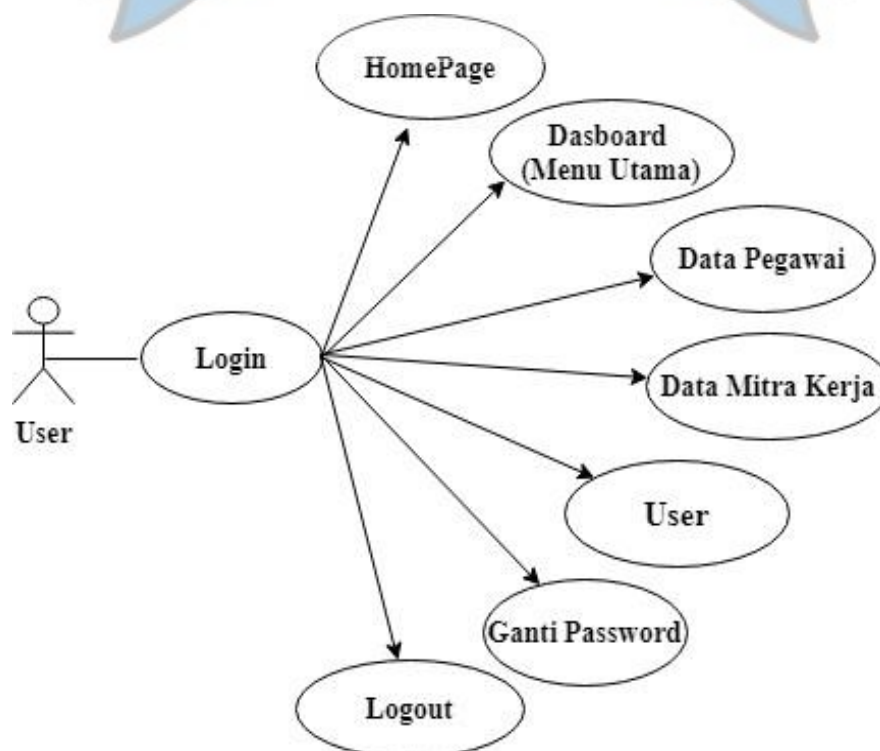 HomePage
Dasboard
(Menu Utama)
Data Pegawai
Login
Data Mitra Kerja
User
User
Ganti Password
Logout